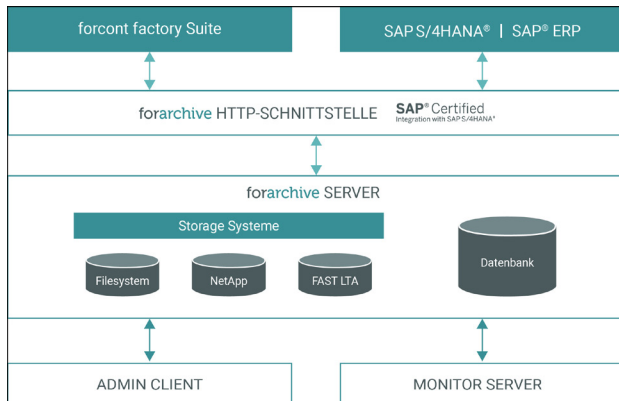 forcont factory Suite
SAP S/4HANA® | SAP® ERP
forarchive HTTP-SCHNITTSTELLE
SAP® Certified
Integration with SAP S/4HANA®
forarchive SERVER
Storage Systeme
Filesystem
NetApp
FAST LTA
Datenbank
ADMIN CLIENT
MONITOR SERVER